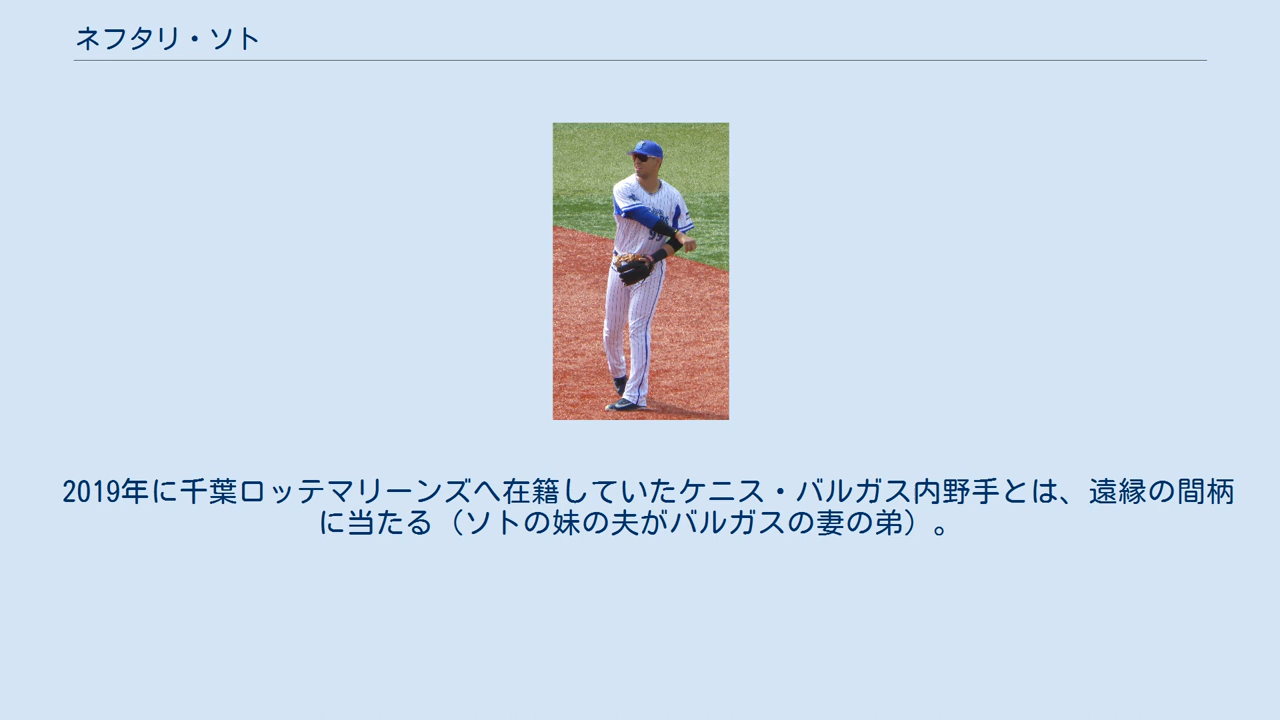 ネフタリ・ソト
99
2019年に千葉ロッテマリーンズへ在籍していたケニス・バルガス内野手とは、遠縁の間柄
に当たる（ソトの妹の夫がバルガスの妻の弟）。